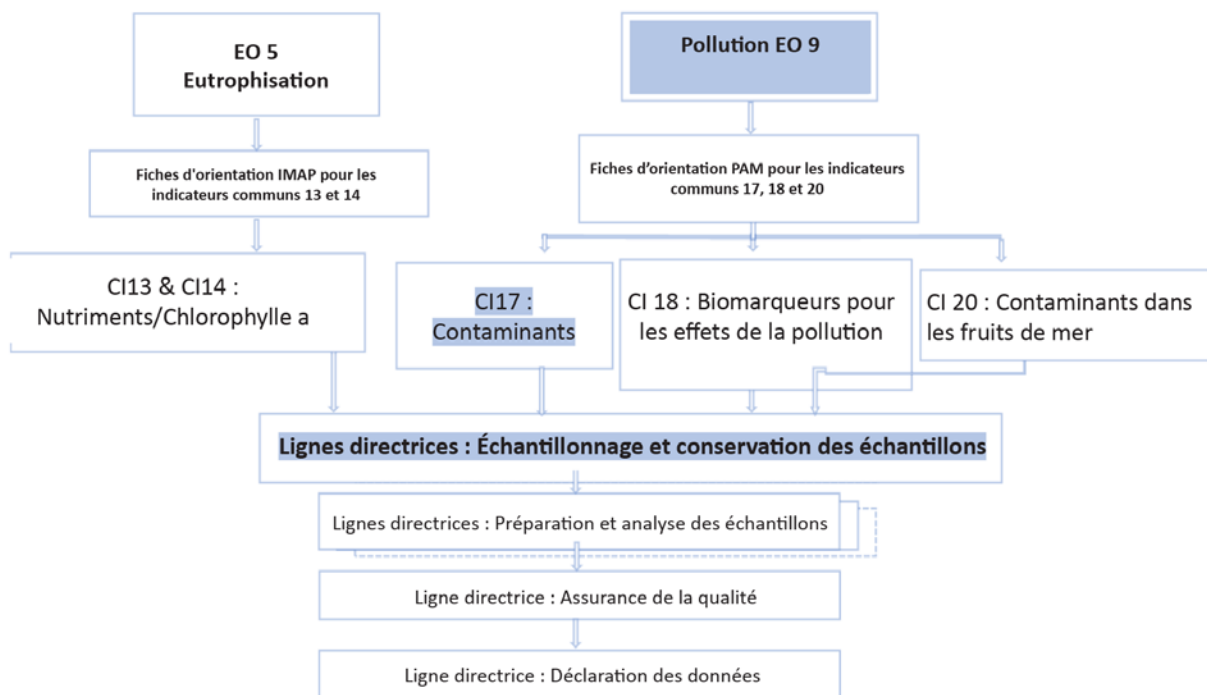 EO 5
Eutrophisation
Pollution EO 9
Fiches d'orientation IMAP pour les
indicateurs communs 13 et 14
Fiches d’orientation PAM pour les indicateurs
communs 17, 18 et 20
CI13 & CI14 :
Nutriments/Chlorophylle a
CI17 :
Contaminants
CI 18 : Biomarqueurs pour
les effets de la pollution
CI 20 : Contaminants dans
les fruits de mer
Lignes directrices : Échantillonnage et conservation des échantillons
Lignes directrices : Préparation et analyse des échantillons
Ligne directrice : Assurance de la qualité
Ligne directrice : Déclaration des données